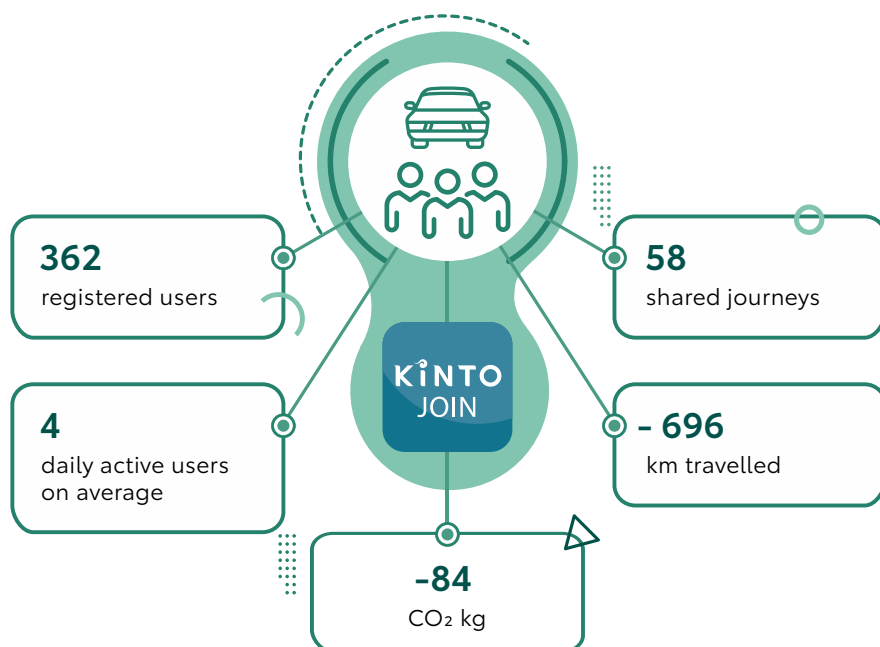 362
registered users
58
shared journeys
KiNTO
JOIN
4
daily active users
on average
- 696
km travelled
-84
CO₂ kg